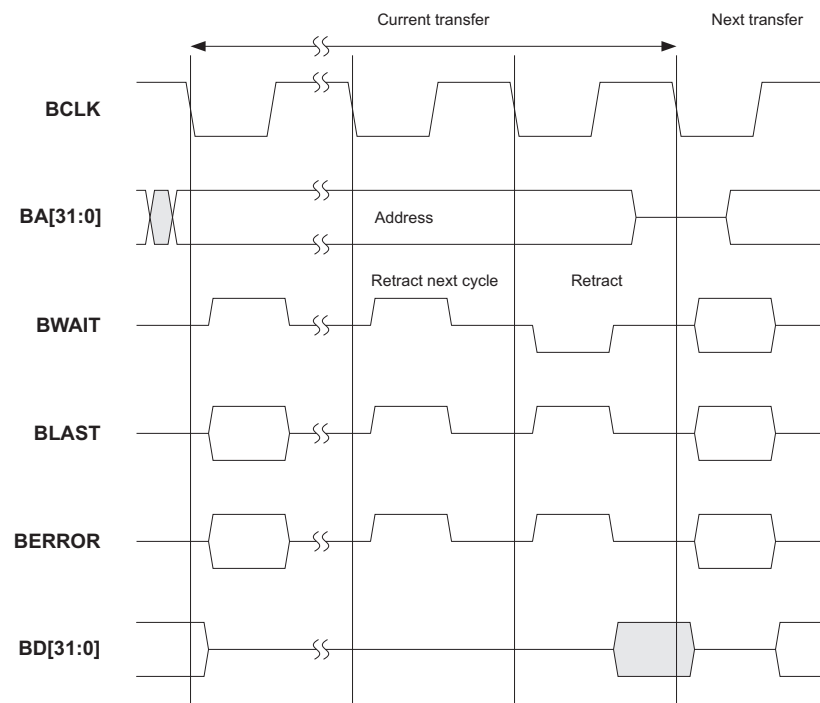 Current transfer Next transfer
BCLK
BA[31:0] Address
Retract next cycle Retract
BWAIT
BLAST
BERROR
BD[31:0]